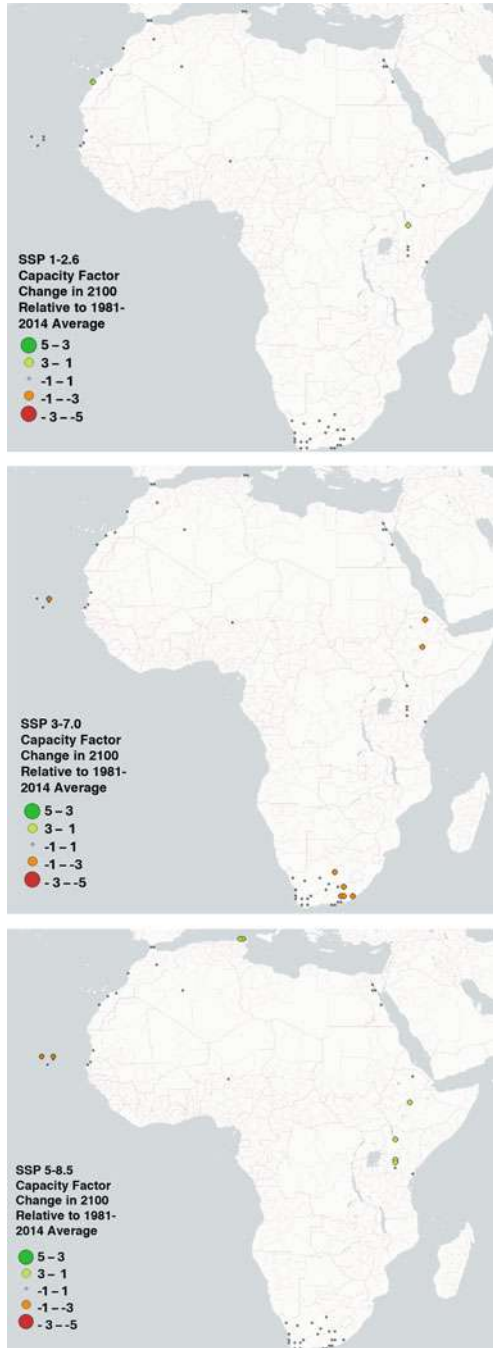 SSP 1-2.6
Capacity Factor
Change in 2100
Relative to 1981-
2014 Average
5 – 3
3 – 1
-1 – 1
-1 – -3
- 3 – -5
SSP 3-7.0
Capacity Factor
Change in 2100
Relative to 1981-
2014 Average
5 – 3
3 – 1
-1 – 1
-1 – -3
- 3 – -5
SSP 5-8.5
Capacity Factor
Change in 2100
Relative to 1981-
2014 Average
5 – 3
3 – 1
-1 – 1
-1 – -3
- 3 – -5